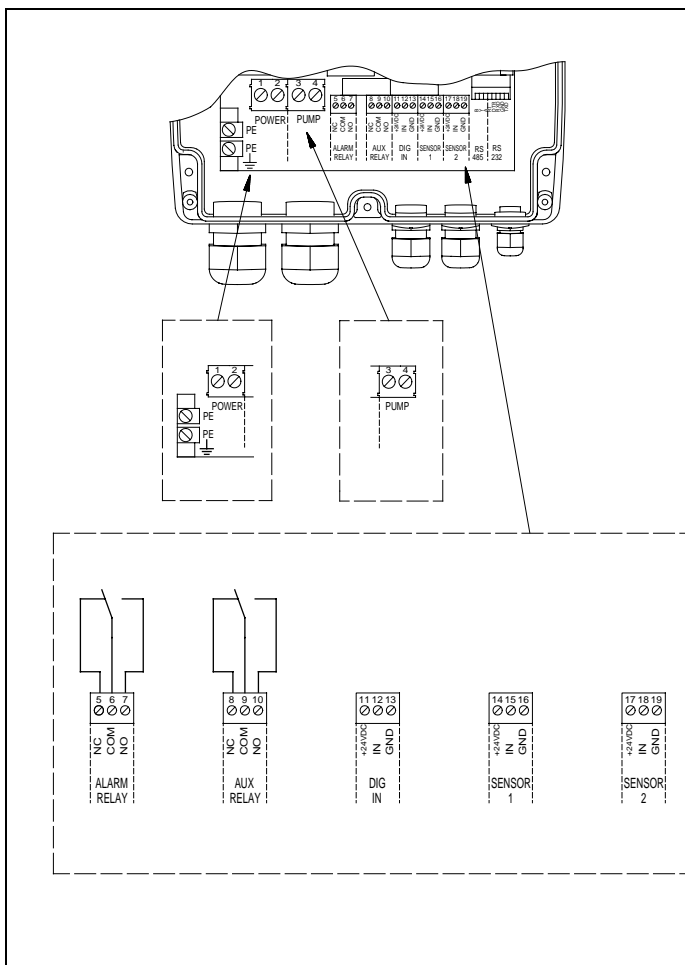 1 2 3 4
POWER PUMP
PE
PE
5 6 7 8 9 10 11 12 13 14 15 16 17 18 19
NC COM NO NC COM NO +24VDC IN GND +24VDC IN GND +24VDC IN GND
ALARM RELAY
AUX RELAY
DIG IN
SENSOR 1
SENSOR 2
RS 485
RS 232
1 2
POWER
PE
PE
3 4
PUMP
5 6 7
NC COM NO
ALARM
RELAY
8 9 10
NC COM NO
AUX
RELAY
11 12 13
+24VDC IN GND
DIG
IN
14 15 16
+24VDC IN GND
SENSOR
1
17 18 19
+24VDC IN GND
SENSOR
2